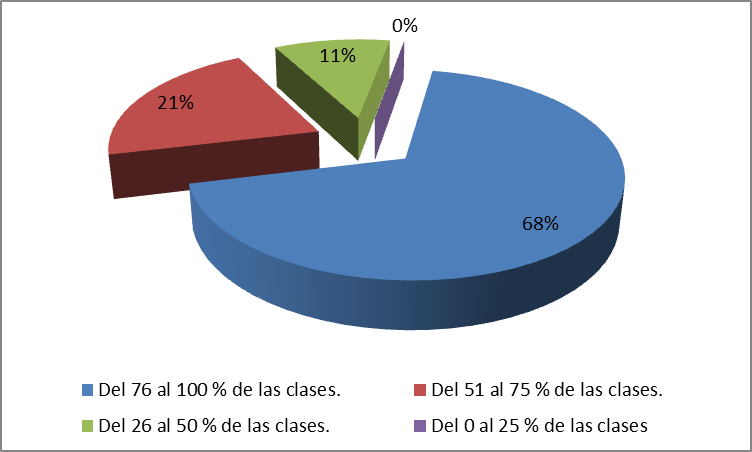 0%
11%
21%
68%
Del 76 al 100 % de las clases.
Del 51 al 75 % de las clases.
Del 26 al 50 % de las clases.
Del 0 al 25 % de las clases